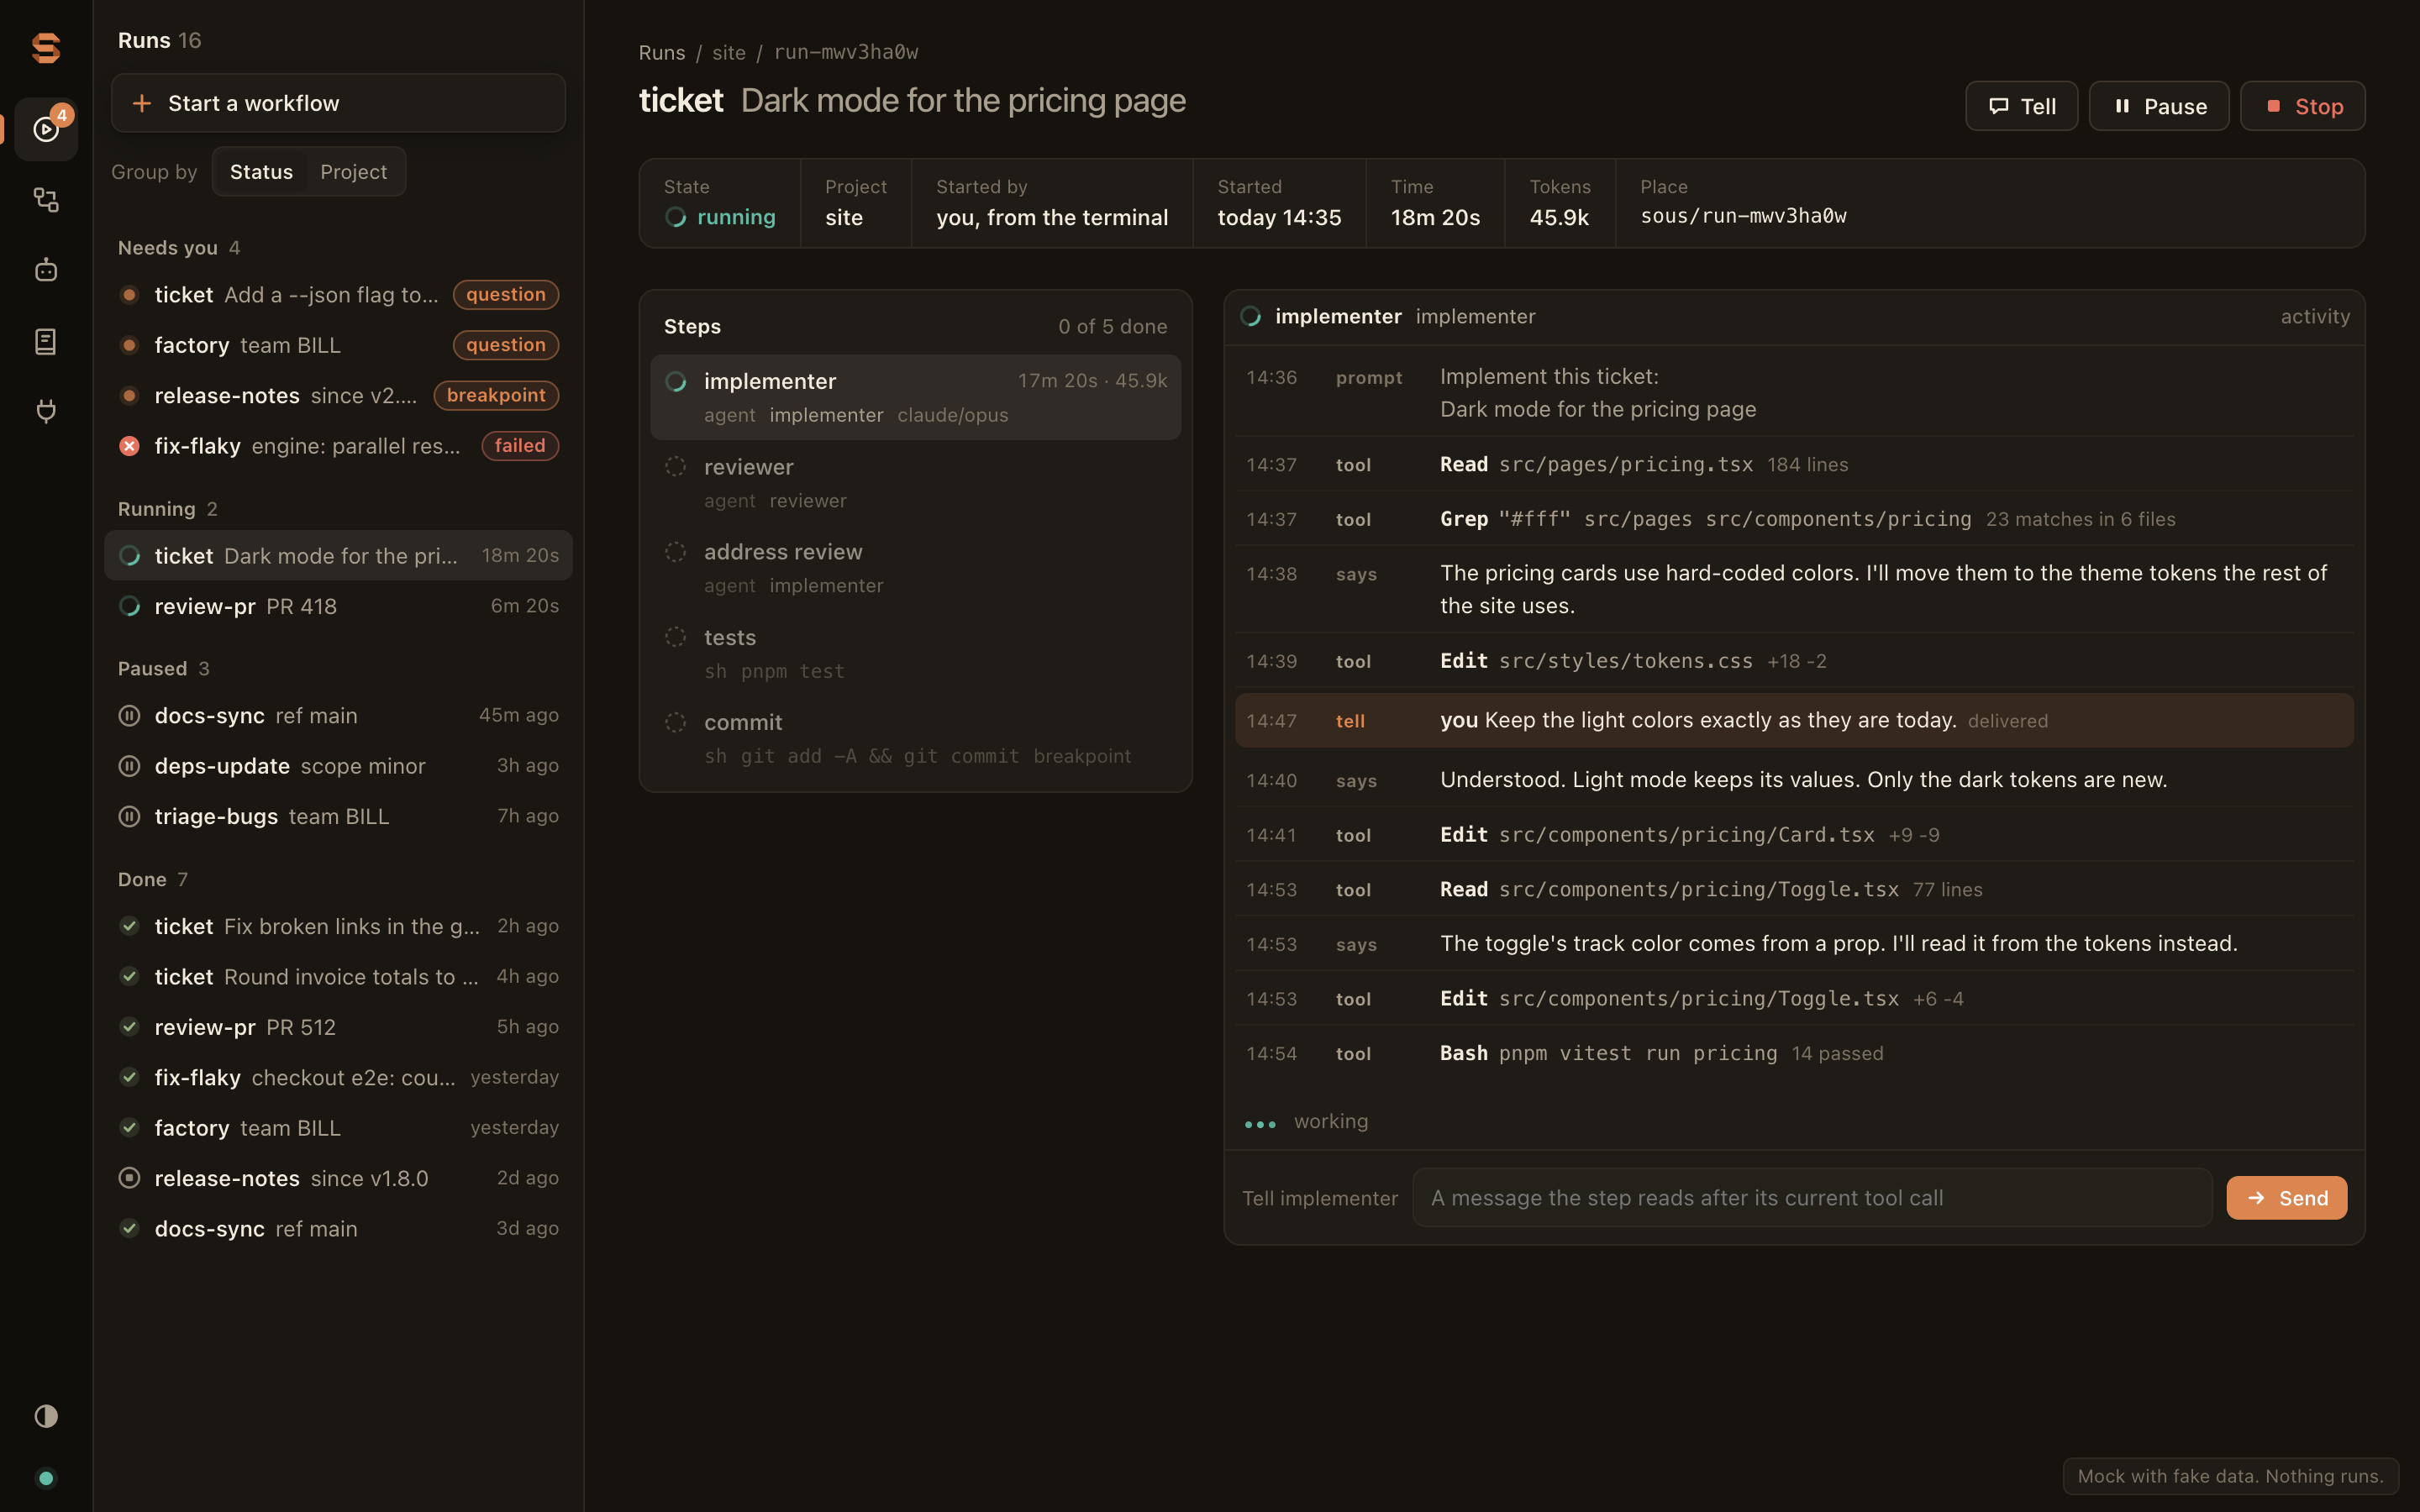 4
Runs 16
Start a workflow
Group by Status Project
Needs you 4
ticket Add a --json flag to... question
factory team BILL question
release-notes since v2.... breakpoint
fix-flaky engine: parallel res... failed
Running 2
ticket Dark mode for the pri... 18m 20s
review-pr PR 418 6m 20s
Paused 3
docs-sync ref main 45m ago
deps-update scope minor 3h ago
triage-bugs team BILL 7h ago
Done 7
ticket Fix broken links in the g... 2h ago
ticket Round invoice totals to ... 4h ago
review-pr PR 512 5h ago
fix-flaky checkout e2e: cou... yesterday
factory team BILL yesterday
release-notes since v1.8.0 2d ago
docs-sync ref main 3d ago
Runs / site / run-mwv3ha0w
ticket Dark mode for the pricing page
Tell Pause Stop
State Project Started by Started Time Tokens Place
running site you, from the terminal today 14:35 18m 20s 45.9k sous/run-mwv3ha0w
Steps 0 of 5 done
implementer 17m 20s · 45.9k
agent implementer claude/opus
reviewer
agent reviewer
address review
agent implementer
tests
sh pnpm test
commit
sh git add -A && git commit breakpoint
implementer implementer activity
14:36 prompt Implement this ticket:
Dark mode for the pricing page
14:37 tool Read src/pages/pricing.tsx 184 lines
14:37 tool Grep "#fff" src/pages src/components/pricing 23 matches in 6 files
14:38 says The pricing cards use hard-coded colors. I'll move them to the theme tokens the rest of
the site uses.
14:39 tool Edit src/styles/tokens.css +18 -2
14:47 tell you Keep the light colors exactly as they are today. delivered
14:40 says Understood. Light mode keeps its values. Only the dark tokens are new.
14:41 tool Edit src/components/pricing/Card.tsx +9 -9
14:53 tool Read src/components/pricing/Toggle.tsx 77 lines
14:53 says The toggle's track color comes from a prop. I'll read it from the tokens instead.
14:53 tool Edit src/components/pricing/Toggle.tsx +6 -4
14:54 tool Bash pnpm vitest run pricing 14 passed
working
Tell implementer A message the step reads after its current tool call Send
Mock with fake data. Nothing runs.